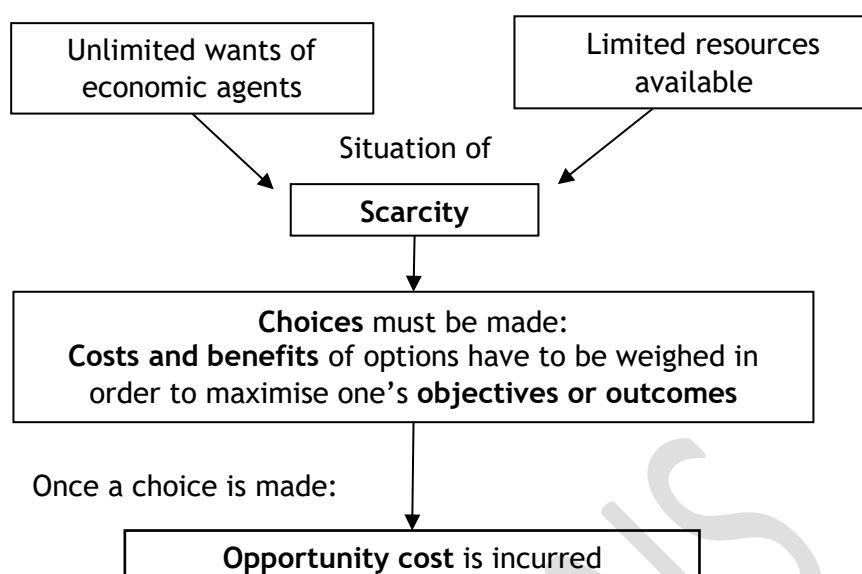 Unlimited wants of
economic agents
Limited resources
available
Situation of
Scarcity
Choices must be made:
Costs and benefits of options have to be weighed in
order to maximise one’s objectives or outcomes
Once a choice is made:
Opportunity cost is incurred